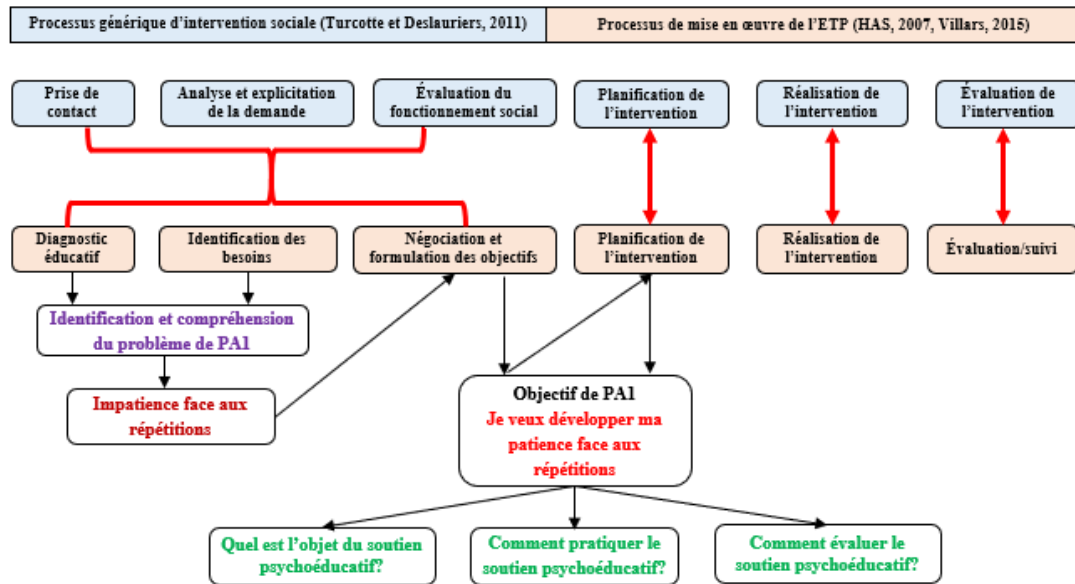 Processus générique d'intervention sociale (Turcotte et Deslauriers, 2011)
Processus de mise en œuvre de l'ETP (HAS, 2007, Villars, 2015)
Prise de
contact
Analyse et explicitation
de la demande
Évaluation du
fonctionnement social
Planification de
l'intervention
Réalisation de
l'intervention
Évaluation de
l'intervention
Diagnostic
éducatif
Identification des
besoins
Négociation et
formulation des objectifs
Planification de
l'intervention
Réalisation de
l'intervention
Évaluation/suivi
Identification et compréhension
du problème de PA1
Impatience face aux
répétitions
Objectif de PA1
Je veux développer ma
patience face aux
répétitions
Quel est l'objet du soutien
psychoéducatif?
Comment pratiquer le
soutien psychoéducatif?
Comment évaluer le
soutien psychoéducatif?